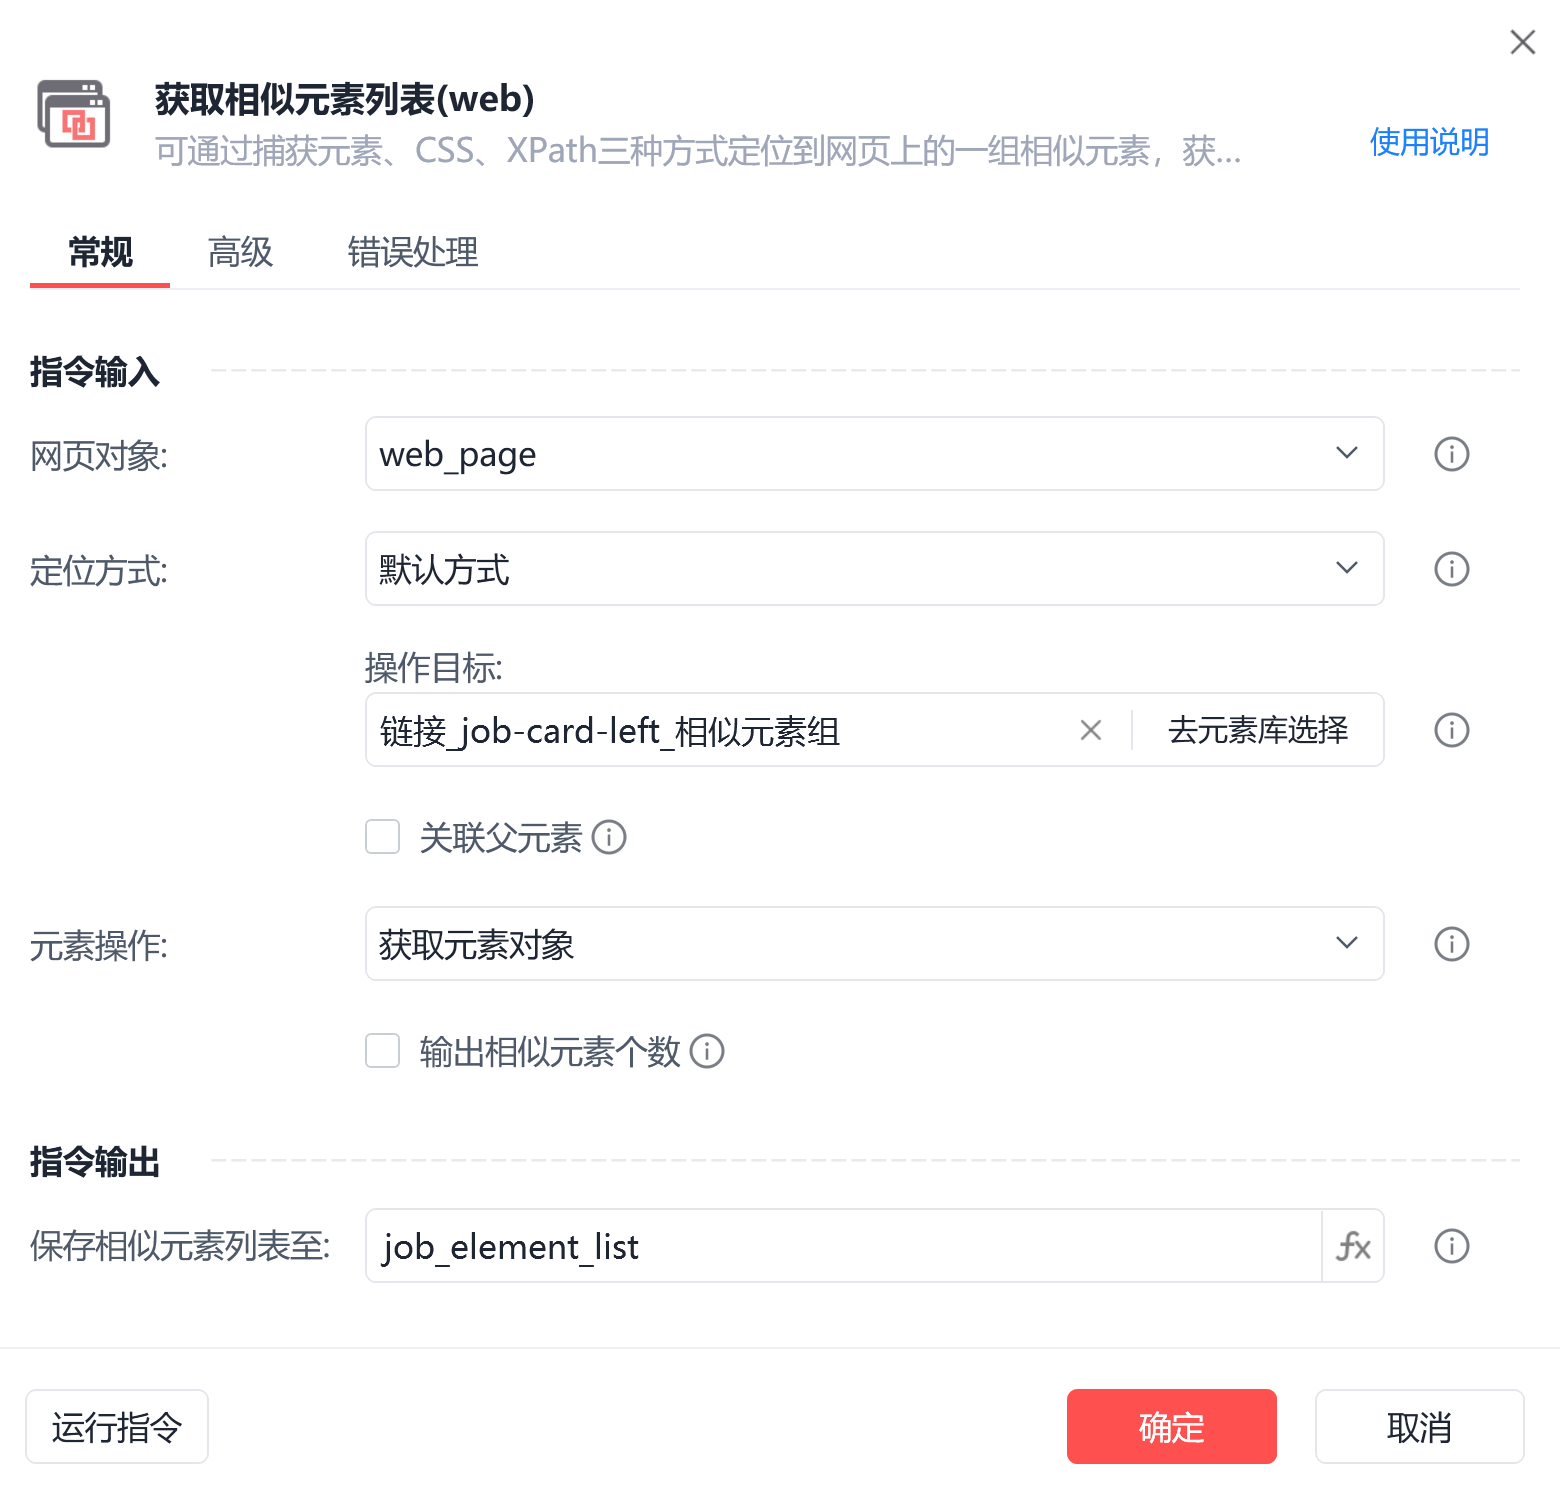 获取相似元素列表(web)
可通过捕获元素、CSS、XPath三种方式定位到网页上的一组相似元素，获...
使用说明
常规 高级 错误处理
指令输入
网页对象: web_page
定位方式: 默认方式
操作目标:
链接_job-card-left_相似元素组 去元素库选择
关联父元素
元素操作: 获取元素对象
输出相似元素个数
指令输出
保存相似元素列表至: job_element_list fx
运行指令 确定 取消